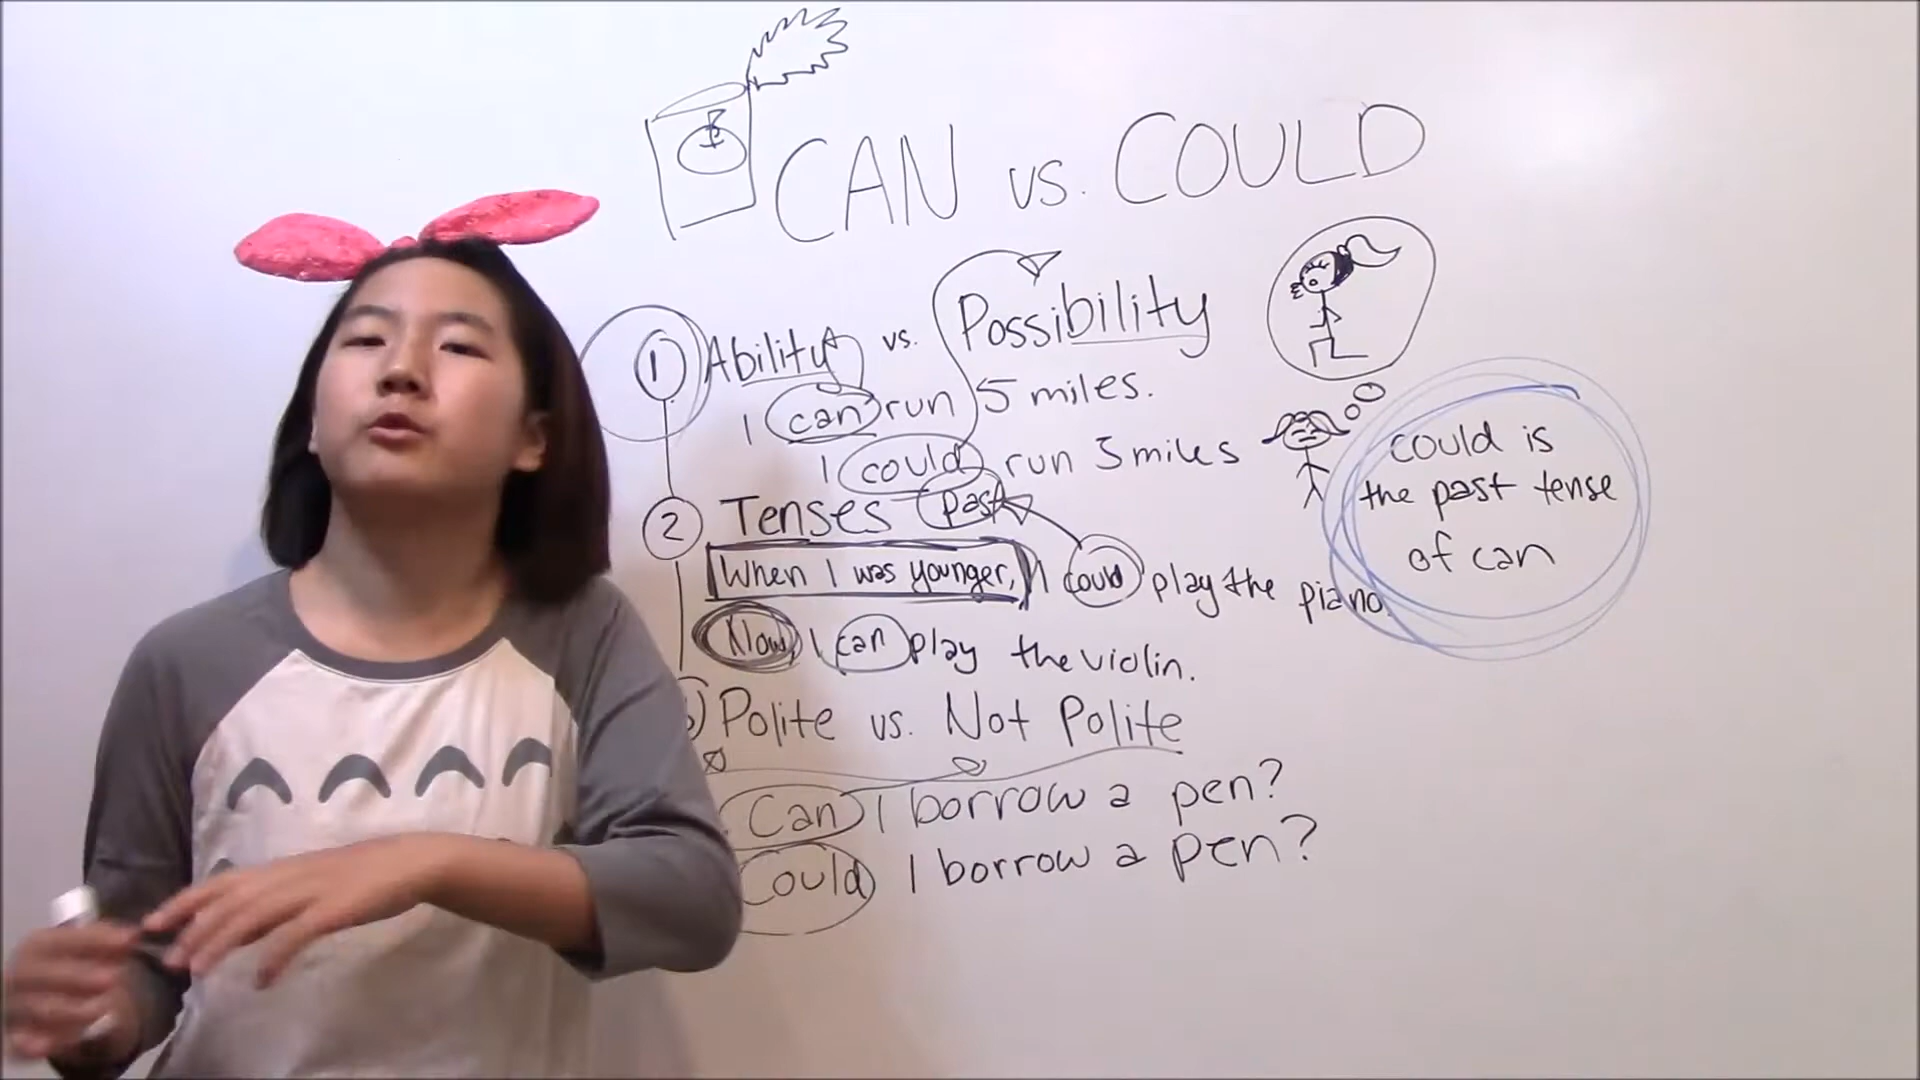 CAN vs. COULD
1 Ability vs. Possibility
I can run 5 miles.
I could run 5 miles
2 Tenses past
When I was younger, I could play the piano.
Now, I can play the violin.
Polite vs. Not Polite
Can I borrow a pen?
Could I borrow a pen?
could is
the past tense
of can